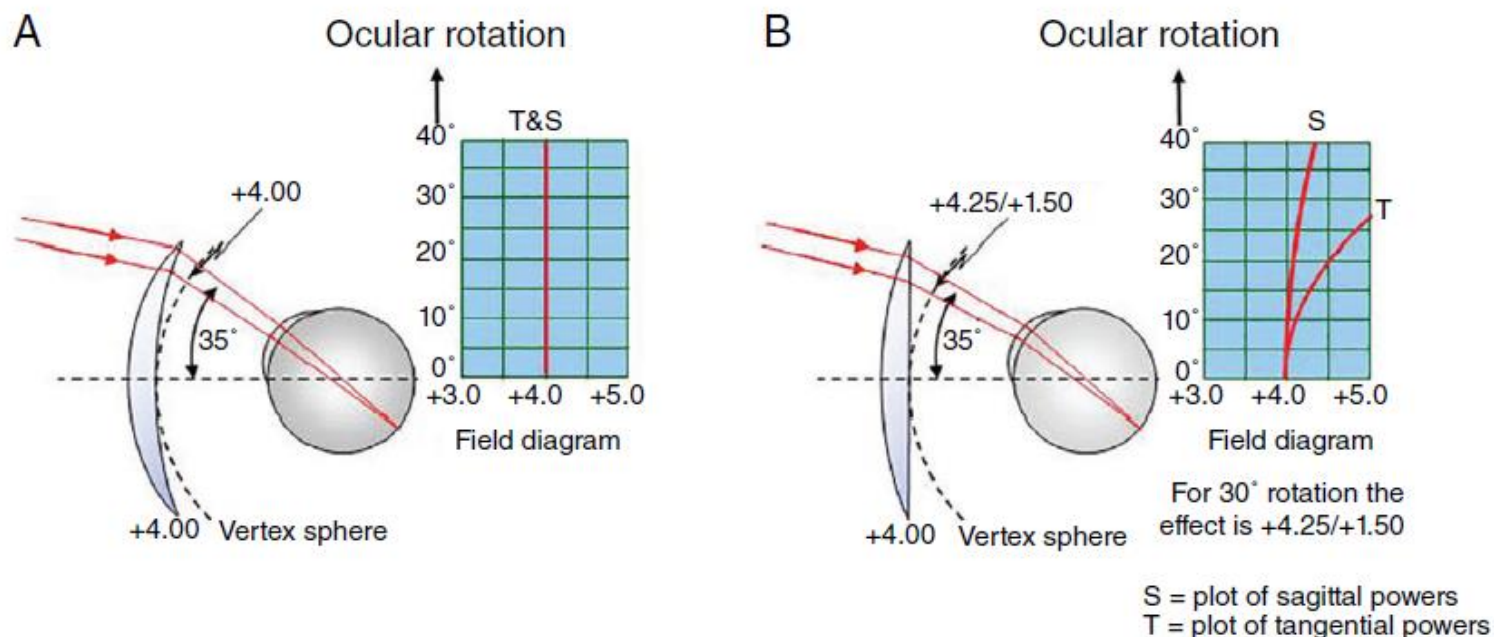 A
Ocular rotation
T&S
40°
30°
20°
10°
0°
+3.0 +4.0 +5.0
Field diagram
+4.00
35°
+4.00
Vertex sphere
B
Ocular rotation
S
T
40°
30°
20°
10°
0°
+3.0 +4.0 +5.0
Field diagram
+4.25/+1.50
35°
+4.00
Vertex sphere
For 30° rotation the
effect is +4.25/+1.50
S = plot of sagittal powers
T = plot of tangential powers